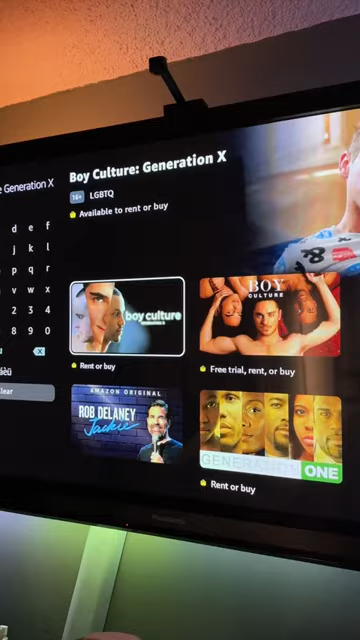 Generation X
Boy Culture: Generation X
16+ LGBTQ
Available to rent or buy
d e f
j k l
p q r
v w x
2 3 4
8 9 0
lear
boy culture
GENERATION X
Rent or buy
BOY
CULTURE
Free trial, rent, or buy
AMAZON ORIGINAL
ROB DELANEY
Jackie
GENERATION ONE
Rent or buy